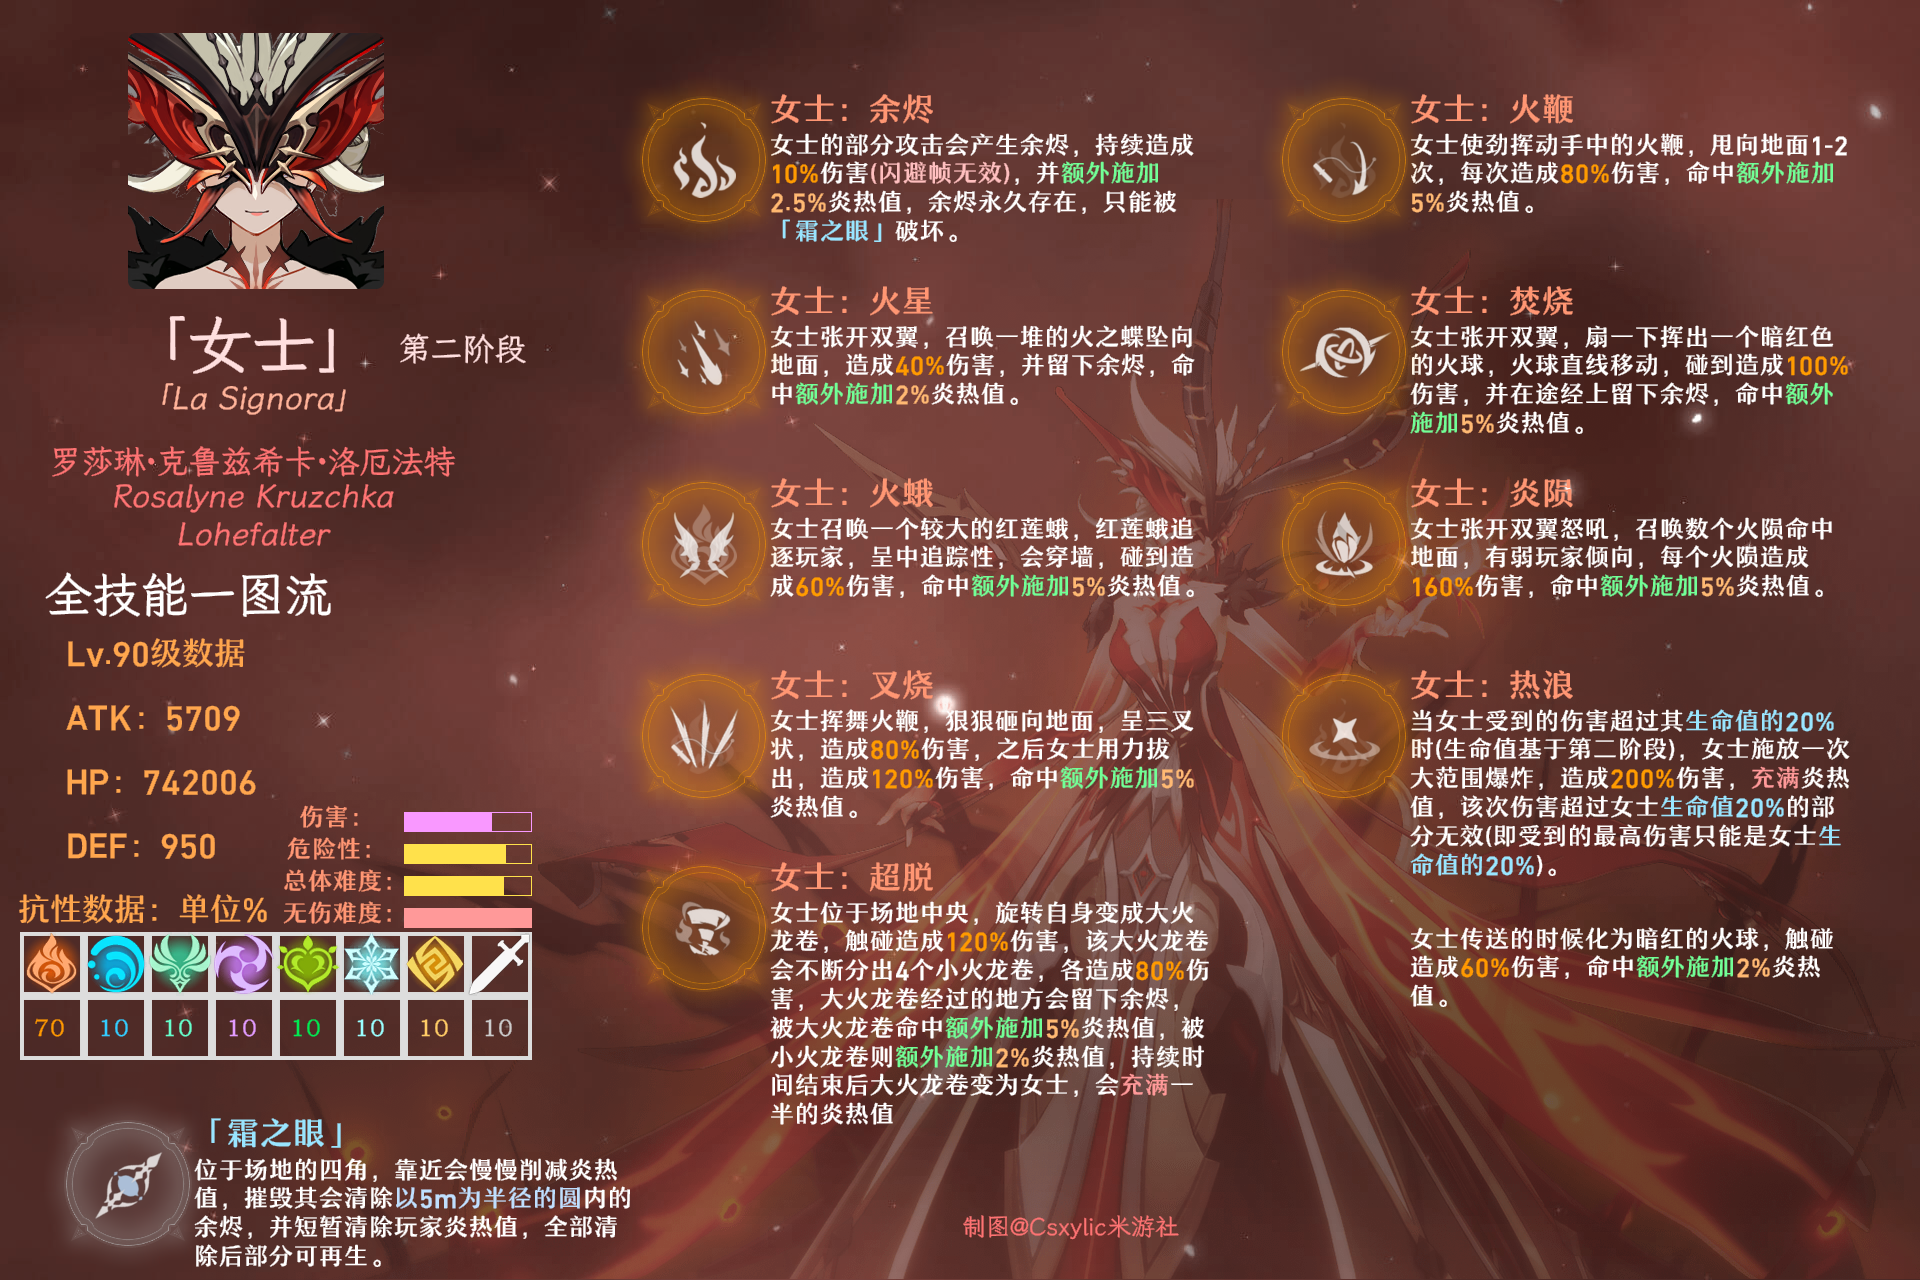 「女士」 第二阶段
「La Signora」
罗莎琳·克鲁兹希卡·洛厄法特
Rosalyne Kruzchka
Lohefalter
全技能一图流
Lv.90级数据
ATK：5709
HP：742006
DEF：950
伤害：
危险性：
总体难度：
无伤难度：
抗性数据：单位%
70 10 10 10 10 10 10 10
「霜之眼」
位于场地的四角，靠近会慢慢削减炎热
值，摧毁其会清除以5m为半径的圆内的
余烬，并短暂清除玩家炎热值，全部清
除后部分可再生。
女士：余烬
女士的部分攻击会产生余烬，持续造成
10%伤害(闪避帧无效)，并额外施加
2.5%炎热值，余烬永久存在，只能被
「霜之眼」破坏。
女士：火星
女士张开双翼，召唤一堆的火之蝶坠向
地面，造成40%伤害，并留下余烬，命
中额外施加2%炎热值。
女士：火蛾
女士召唤一个较大的红莲蛾，红莲蛾追
逐玩家，呈中追踪性，会穿墙，碰到造
成60%伤害，命中额外施加5%炎热值。
女士：叉烧
女士挥舞火鞭，狠狠砸向地面，呈三叉
状，造成80%伤害，之后女士用力拔
出，造成120%伤害，命中额外施加5%
炎热值。
女士：超脱
女士位于场地中央，旋转自身变成大火
龙卷，触碰造成120%伤害，该大火龙卷
会不断分出4个小火龙卷，各造成80%伤
害，大火龙卷经过的地方会留下余烬，
被大火龙卷命中额外施加5%炎热值，被
小火龙卷则额外施加2%炎热值，持续时
间结束后大火龙卷变为女士，会充满一
半的炎热值
女士：火鞭
女士使劲挥动手中的火鞭，甩向地面1-2
次，每次造成80%伤害，命中额外施加
5%炎热值。
女士：焚烧
女士张开双翼，扇一下挥出一个暗红色
的火球，火球直线移动，碰到造成100%
伤害，并在途经上留下余烬，命中额外
施加5%炎热值。
女士：炎陨
女士张开双翼怒吼，召唤数个火陨命中
地面，有弱玩家倾向，每个火陨造成
160%伤害，命中额外施加5%炎热值。
女士：热浪
当女士受到的伤害超过其生命值的20%
时(生命值基于第二阶段)，女士施放一次
大范围爆炸，造成200%伤害，充满炎热
值，该次伤害超过女士生命值20%的部
分无效(即受到的最高伤害只能是女士生
命值的20%)。
女士传送的时候化为暗红的火球，触碰
造成60%伤害，命中额外施加2%炎热
值。
制图@Csxylic米游社